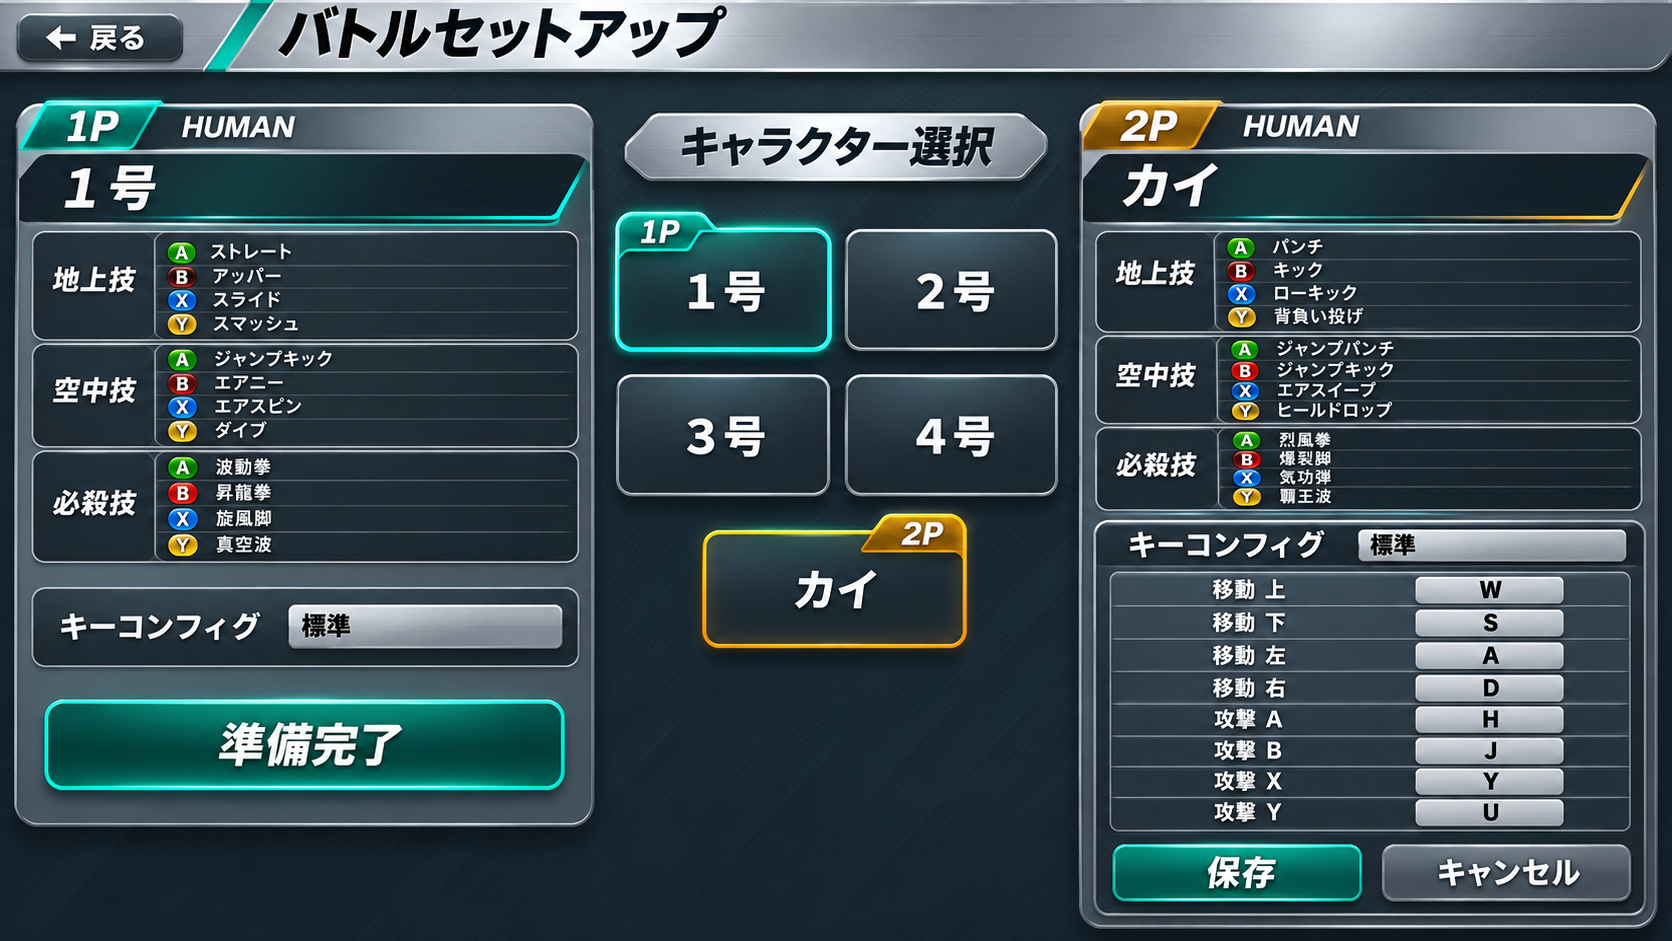 ← 戻る
バトルセットアップ
1P HUMAN
1号
地上技
A ストレート
B アッパー
X スライド
Y スマッシュ
空中技
A ジャンプキック
B エアニー
X エアスピン
Y ダイブ
必殺技
A 波動拳
B 昇龍拳
X 旋風脚
Y 真空波
キーコンフィグ 標準
準備完了
キャラクター選択
1P
1号
2号
3号
4号
2P
カイ
2P HUMAN
カイ
地上技
A パンチ
B キック
X ローキック
Y 背負い投げ
空中技
A ジャンプパンチ
B ジャンプキック
X エアスイープ
Y ヒールドロップ
必殺技
A 烈風拳
B 爆裂脚
X 気功弾
Y 覇王波
キーコンフィグ 標準
移動 上 W
移動 下 S
移動 左 A
移動 右 D
攻撃 A H
攻撃 B J
攻撃 X Y
攻撃 Y U
保存
キャンセル